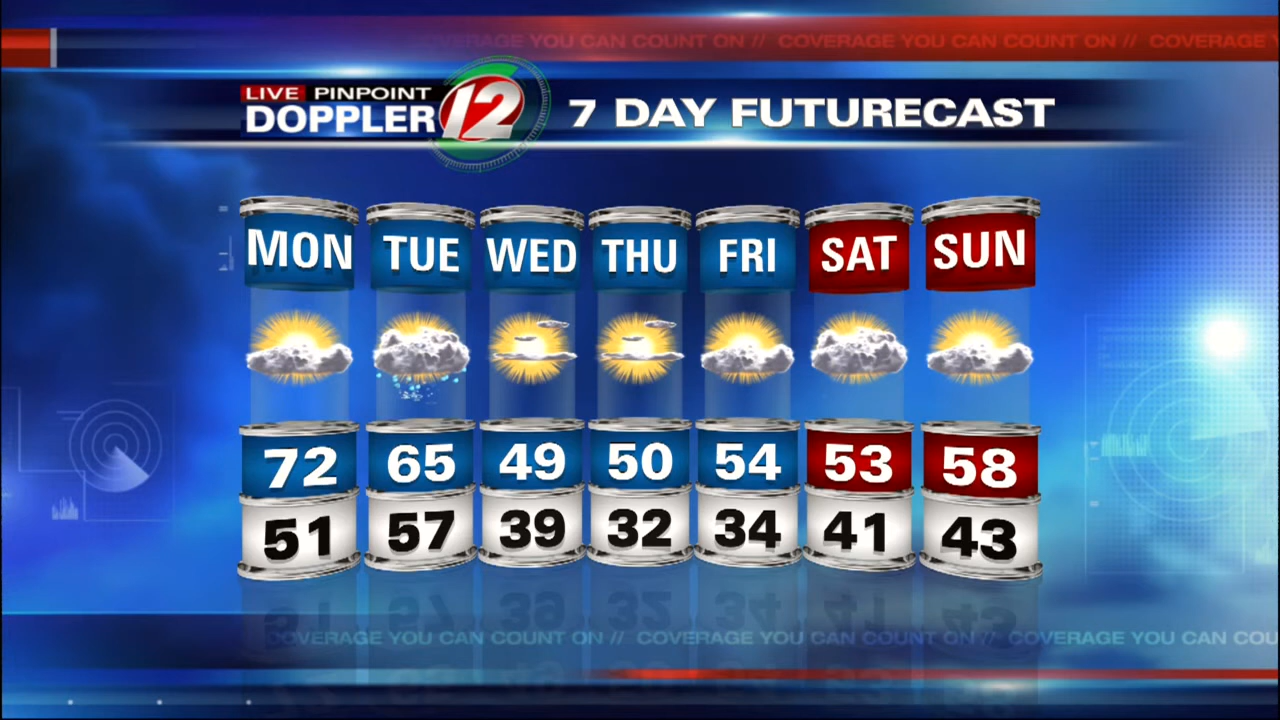 COVERAGE YOU CAN COUNT ON // COVERAGE YOU CAN COUNT ON // COVERAGE
LIVE PINPOINT
DOPPLER 12
7 DAY FUTURECAST
MON TUE WED THU FRI SAT SUN
72 65 49 50 54 53 58
51 57 39 32 34 41 43
COVERAGE YOU CAN COUNT ON // COVERAGE YOU CAN COUNT ON // COVERAGE YOU CAN COU